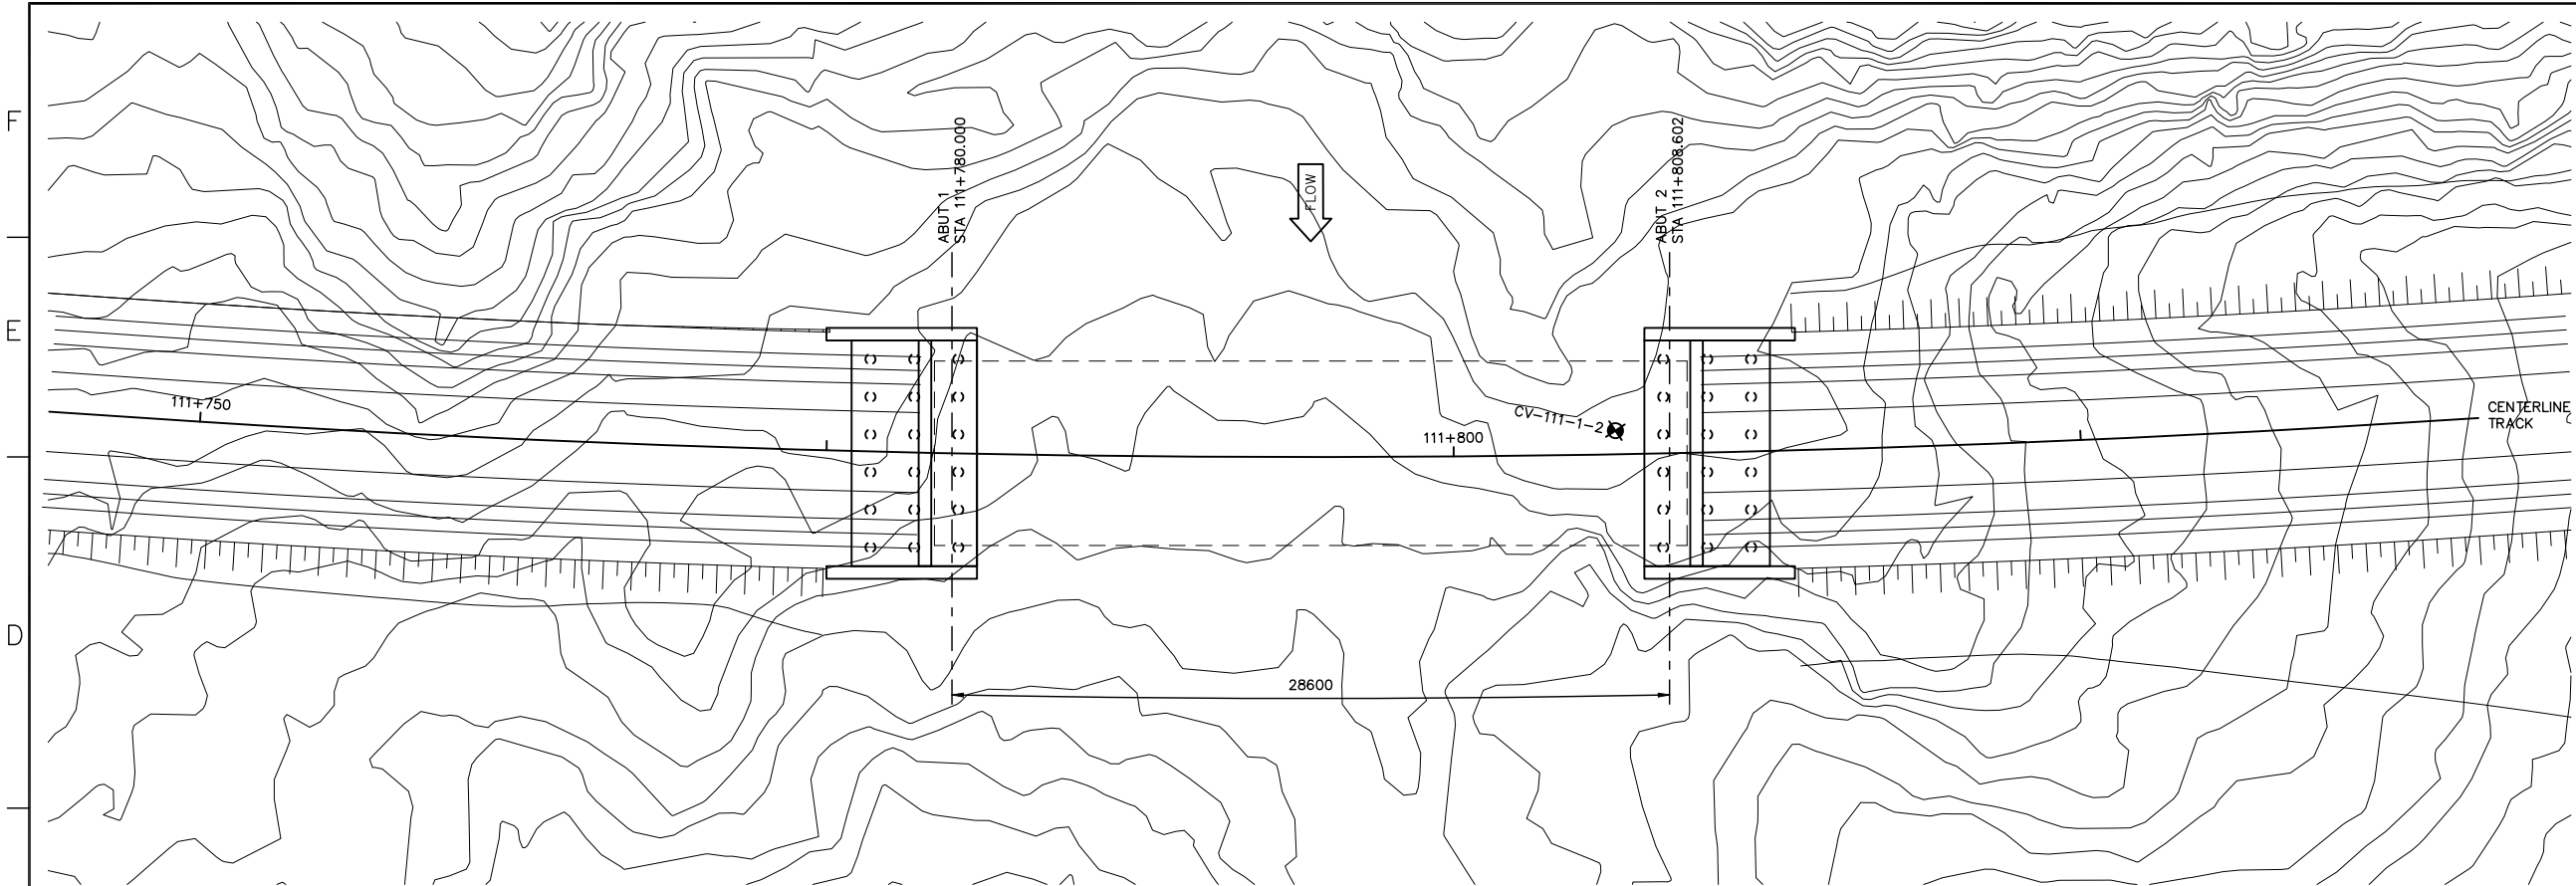 F
E
D
ABUT 1
STA 111+780.000
FLOW
ABUT 2
STA 111+808.602
111+750
CV-111-1-2
111+800
CENTERLINE
TRACK
28600